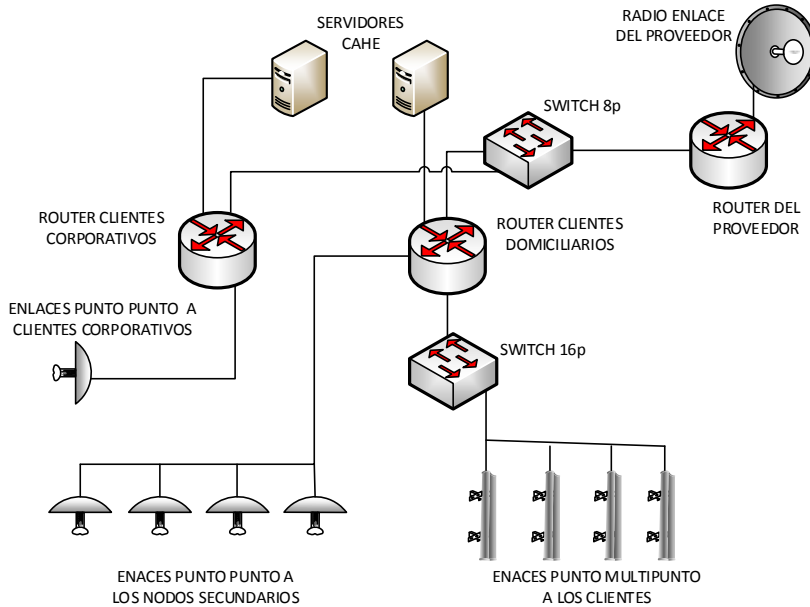 SERVIDORES
CAHE
RADIO ENLACE
DEL PROVEEDOR
SWITCH 8p
ROUTER CLIENTES
CORPORATIVOS
ROUTER CLIENTES
DOMICILIARIOS
ROUTER DEL
PROVEEDOR
ENLACES PUNTO PUNTO A
CLIENTES CORPORATIVOS
SWITCH 16p
ENACES PUNTO PUNTO A
LOS NODOS SECUNDARIOS
ENACES PUNTO MULTIPUNTO
A LOS CLIENTES